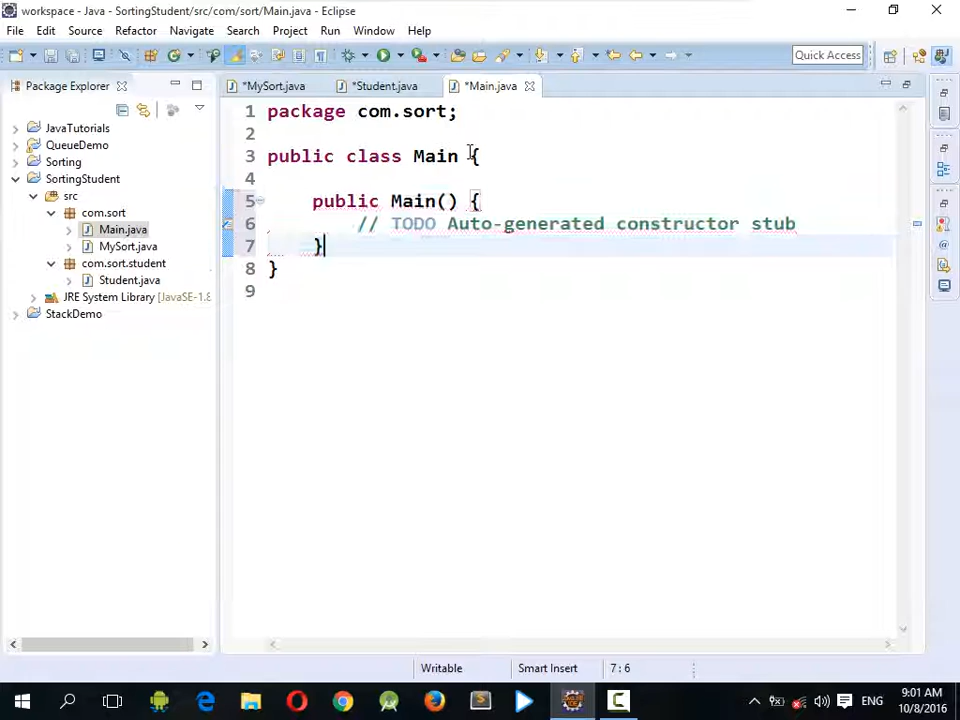 workspace - Java - SortingStudent/src/com/sort/Main.java - Eclipse
File Edit Source Refactor Navigate Search Project Run Window Help
Quick Access
Package Explorer
*MySort.java *Student.java *Main.java
JavaTutorials
QueueDemo
Sorting
SortingStudent
src
com.sort
Main.java
MySort.java
com.sort.student
Student.java
JRE System Library [JavaSE-1.8
StackDemo
1 package com.sort;
2
3 public class Main {
4
5 public Main() {
6 // TODO Auto-generated constructor stub
7 }
8 }
9
Writable Smart Insert 7 : 6
ENG 9:01 AM
10/8/2016